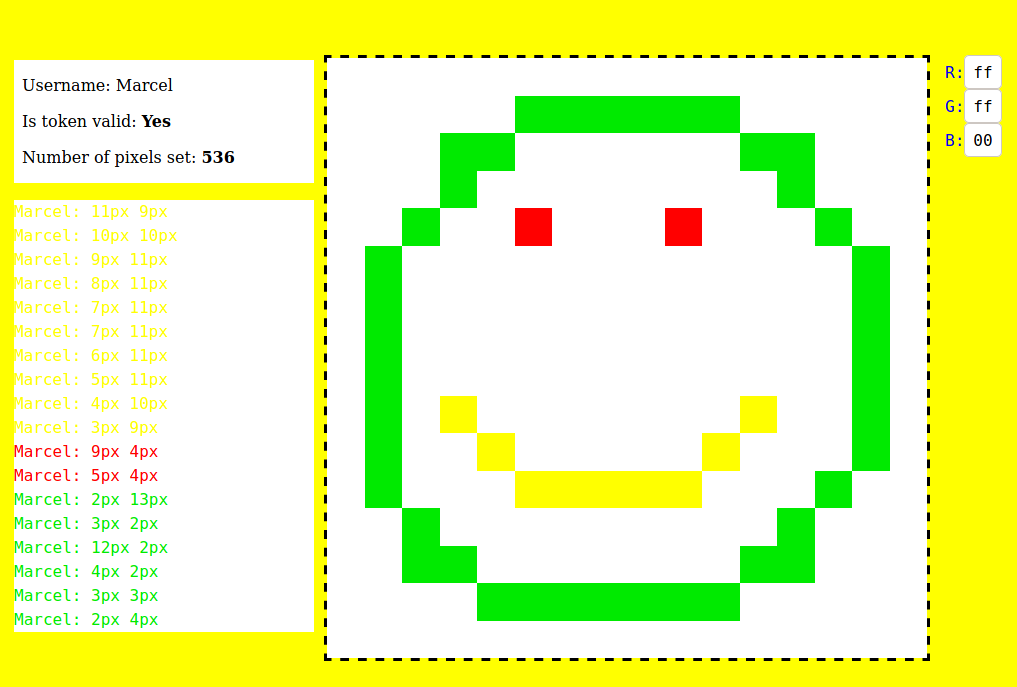 Username: Marcel
Is token valid: Yes
Number of pixels set: 536
Marcel: 11px 9px
Marcel: 10px 10px
Marcel: 9px 11px
Marcel: 8px 11px
Marcel: 7px 11px
Marcel: 7px 11px
Marcel: 6px 11px
Marcel: 5px 11px
Marcel: 4px 10px
Marcel: 3px 9px
Marcel: 9px 4px
Marcel: 5px 4px
Marcel: 2px 13px
Marcel: 3px 2px
Marcel: 12px 2px
Marcel: 4px 2px
Marcel: 3px 3px
Marcel: 2px 4px
R: ff
G: ff
B: 00